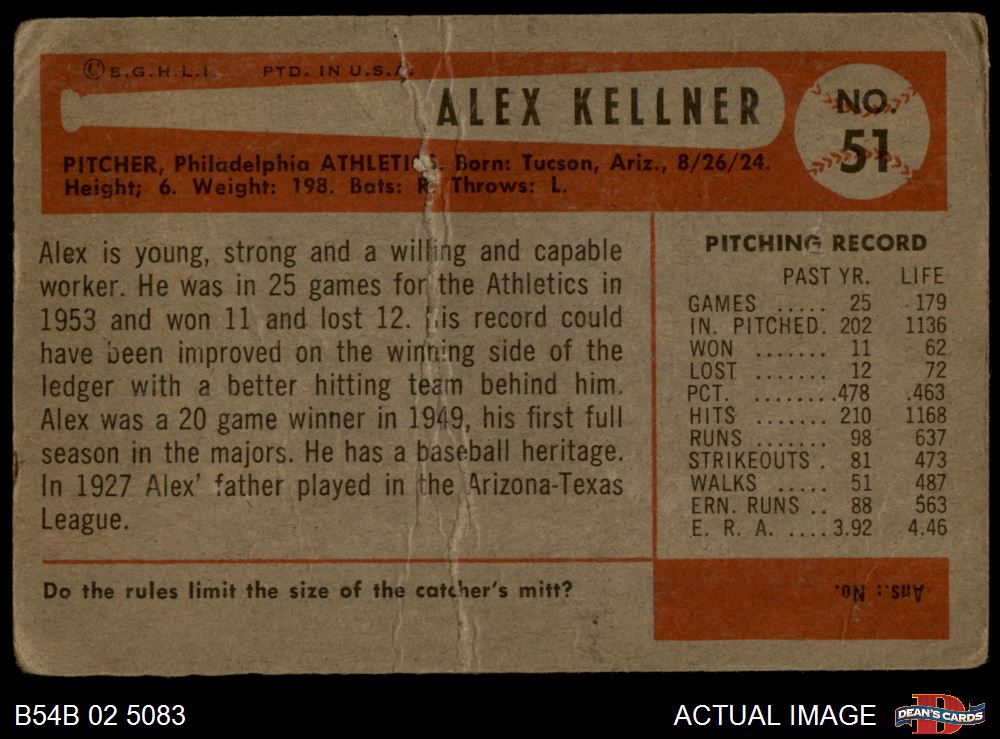 © B.G.H.L.I. PTD. IN U.S.A.
ALEX KELLNER
NO. 51
PITCHER, Philadelphia ATHLETICS. Born: Tucson, Ariz., 8/26/24.
Height; 6. Weight: 198. Bats: R. Throws: L.
Alex is young, strong and a willing and capable
worker. He was in 25 games for the Athletics in
1953 and won 11 and lost 12. His record could
have been improved on the winning side of the
ledger with a better hitting team behind him.
Alex was a 20 game winner in 1949, his first full
season in the majors. He has a baseball heritage.
In 1927 Alex' father played in the Arizona-Texas
League.
PITCHING RECORD
PAST YR. LIFE
GAMES ..... 25 179
IN. PITCHED. 202 1136
WON ....... 11 62
LOST ....... 12 72
PCT. ........ .478 .463
HITS ....... 210 1168
RUNS ....... 98 637
STRIKEOUTS . 81 473
WALKS ..... 51 487
ERN. RUNS .. 88 563
E. R. A. .... 3.92 4.46
Do the rules limit the size of the catcher's mitt?
Ans.: No.
B54B 02 5083
ACTUAL IMAGE
D
DEAN'S CARDS